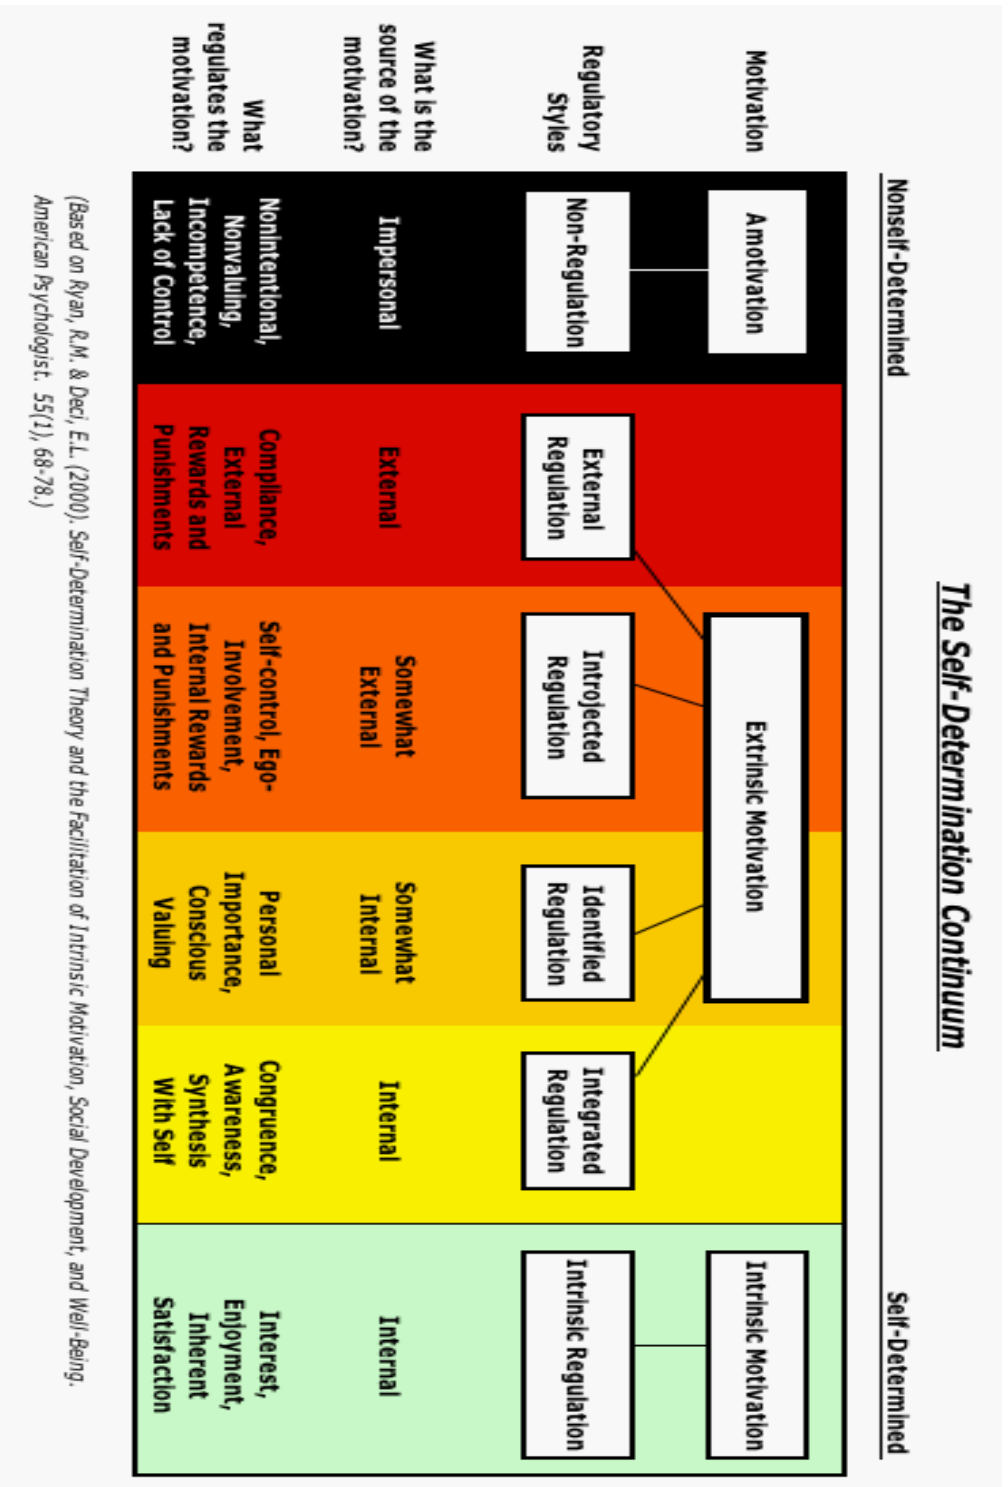 The Self-Determination Continuum
Nonself-Determined
Self-Determined
Motivation
Amotivation
Extrinsic Motivation
Intrinsic Motivation
Regulatory
Styles
Non-Regulation
External
Regulation
Introjected
Regulation
Identified
Regulation
Integrated
Regulation
Intrinsic Regulation
What is the
source of the
motivation?
Impersonal
External
Somewhat
External
Somewhat
Internal
Internal
Internal
What
regulates the
motivation?
Nonintentional,
Nonvaluing,
Incompetence,
Lack of Control
Compliance,
External
Rewards and
Punishments
Self-control, Ego-
Involvement,
Internal Rewards
and Punishments
Personal
Importance,
Conscious
Valuing
Congruence,
Awareness,
Synthesis
With Self
Interest,
Enjoyment,
Inherent
Satisfaction
(Based on Ryan, R.M. & Deci, E.L. (2000). Self-Determination Theory and the Facilitation of Intrinsic Motivation, Social Development, and Well-Being.
American Psychologist. 55(1), 68-78.)